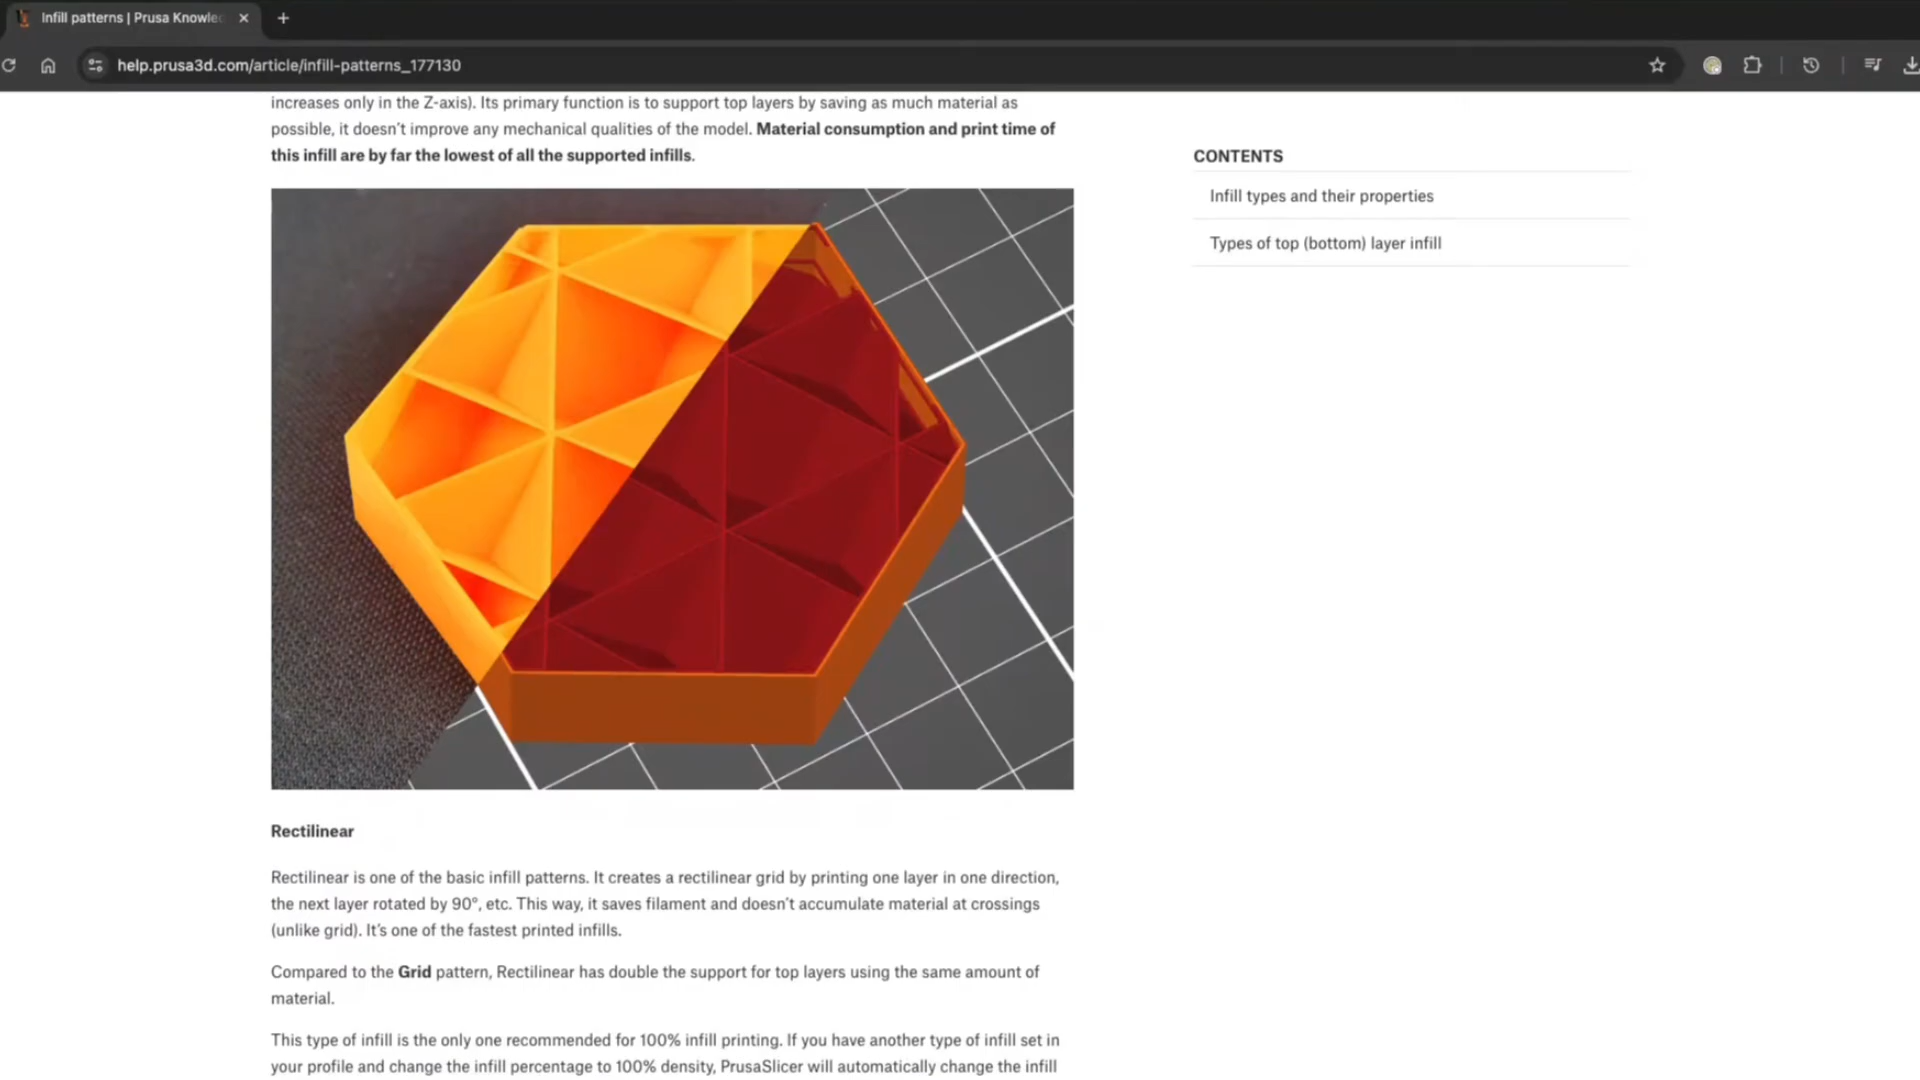 Infill patterns | Prusa Knowle
help.prusa3d.com/article/infill-patterns_177130
increases only in the Z-axis). Its primary function is to support top layers by saving as much material as
possible, it doesn’t improve any mechanical qualities of the model. Material consumption and print time of
this infill are by far the lowest of all the supported infills.
CONTENTS
Infill types and their properties
Types of top (bottom) layer infill
Rectilinear
Rectilinear is one of the basic infill patterns. It creates a rectilinear grid by printing one layer in one direction,
the next layer rotated by 90°, etc. This way, it saves filament and doesn’t accumulate material at crossings
(unlike grid). It’s one of the fastest printed infills.
Compared to the Grid pattern, Rectilinear has double the support for top layers using the same amount of
material.
This type of infill is the only one recommended for 100% infill printing. If you have another type of infill set in
your profile and change the infill percentage to 100% density, PrusaSlicer will automatically change the infill